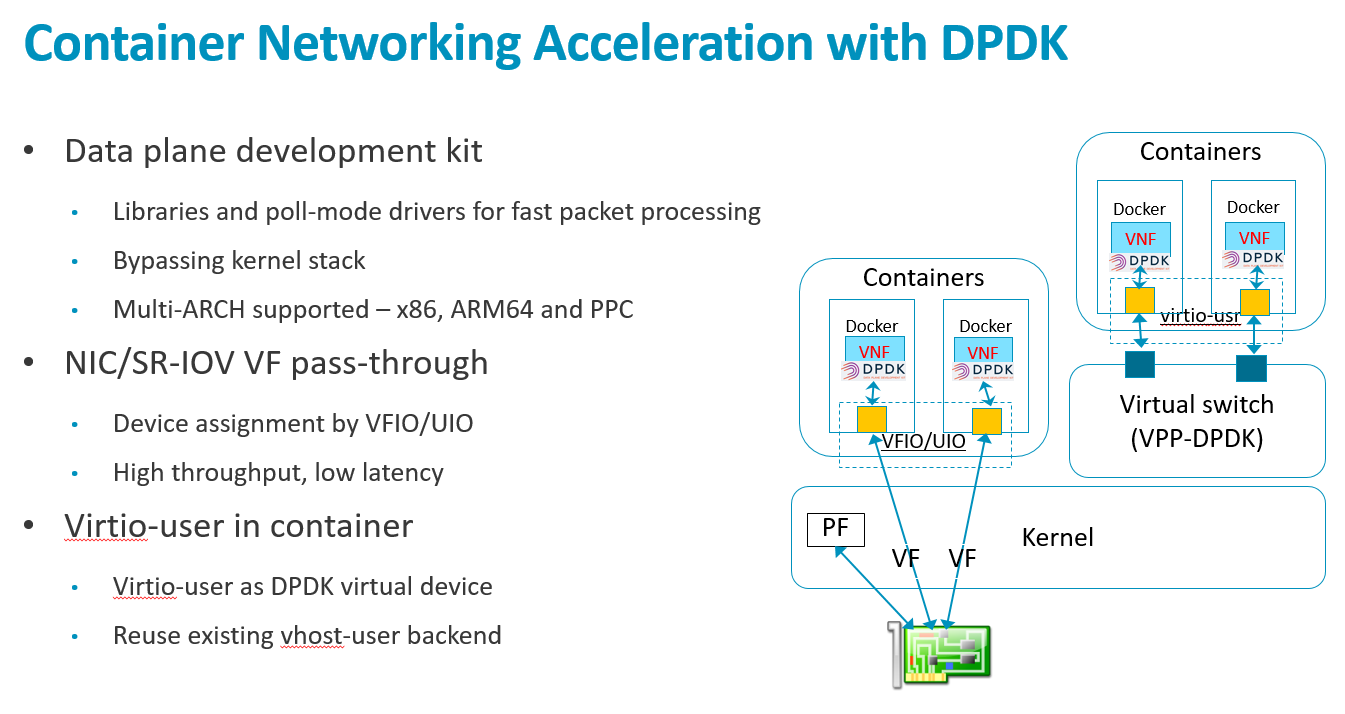 Container Networking Acceleration with DPDK
• Data plane development kit
• Libraries and poll-mode drivers for fast packet processing
• Bypassing kernel stack
• Multi-ARCH supported – x86, ARM64 and PPC
• NIC/SR-IOV VF pass-through
• Device assignment by VFIO/UIO
• High throughput, low latency
• Virtio-user in container
• Virtio-user as DPDK virtual device
• Reuse existing vhost-user backend
Containers
Docker
VNF
DPDK
Docker
VNF
DPDK
VFIO/UIO
Containers
Docker
VNF
DPDK
Docker
VNF
DPDK
virtio-usr
Virtual switch
(VPP-DPDK)
PF
VF
VF
Kernel